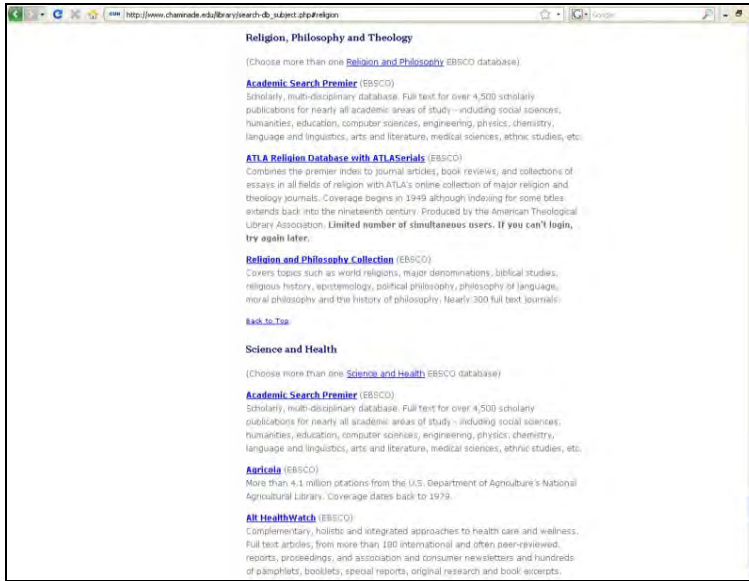 http://www.chaminade.edu/library/search-db_subject.php#religion
Google
Religion, Philosophy and Theology
(Choose more than one Religion and Philosophy EBSCO database)
Academic Search Premier (EBSCO)
Scholarly, multi-disciplinary database. Full text for over 4,500 scholarly
publications for nearly all academic areas of study - including social sciences,
humanities, education, computer sciences, engineering, physics, chemistry,
language and linguistics, arts and literature, medical sciences, ethnic studies, etc.
ATLA Religion Database with ATLASerials (EBSCO)
Combines the premier index to journal articles, book reviews, and collections of
essays in all fields of religion with ATLA's online collection of major religion and
theology journals. Coverage begins in 1949 although indexing for some titles
extends back into the nineteenth century. Produced by the American Theological
Library Association. Limited number of simultaneous users. If you can't login,
try again later.
Religion and Philosophy Collection (EBSCO)
Covers topics such as world religions, major denominations, biblical studies,
religious history, epistemology, political philosophy, philosophy of language,
moral philosophy and the history of philosophy. Nearly 300 full text journals.
Back to Top
Science and Health
(Choose more than one Science and Health EBSCO database)
Academic Search Premier (EBSCO)
Scholarly, multi-disciplinary database. Full text for over 4,500 scholarly
publications for nearly all academic areas of study - including social sciences,
humanities, education, computer sciences, engineering, physics, chemistry,
language and linguistics, arts and literature, medical sciences, ethnic studies, etc.
Agricola (EBSCO)
More than 4.1 million citations from the U.S. Department of Agriculture's National
Agricultural Library. Coverage dates back to 1979.
Alt HealthWatch (EBSCO)
Complementary, holistic and integrated approaches to health care and wellness.
Full text articles, from more than 180 international and often peer-reviewed,
reports, proceedings, and association and consumer newsletters and hundreds
of pamphlets, booklets, special reports, original research and book excerpts.